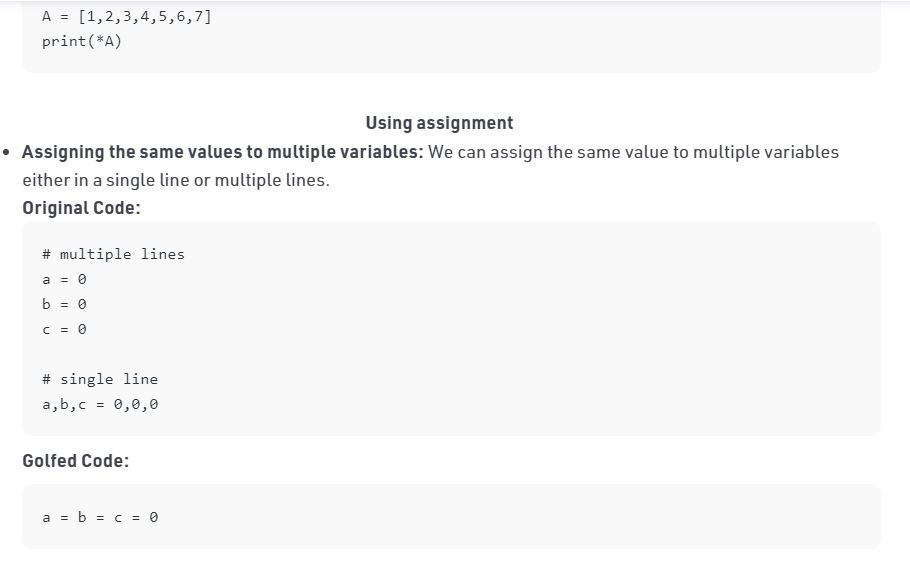 A = [1,2,3,4,5,6,7]
print(*A)
Using assignment
• Assigning the same values to multiple variables: We can assign the same value to multiple variables
either in a single line or multiple lines.
Original Code:
# multiple lines
a = 0
b = 0
c = 0
# single line
a,b,c = 0,0,0
Golfed Code:
a = b = c = 0